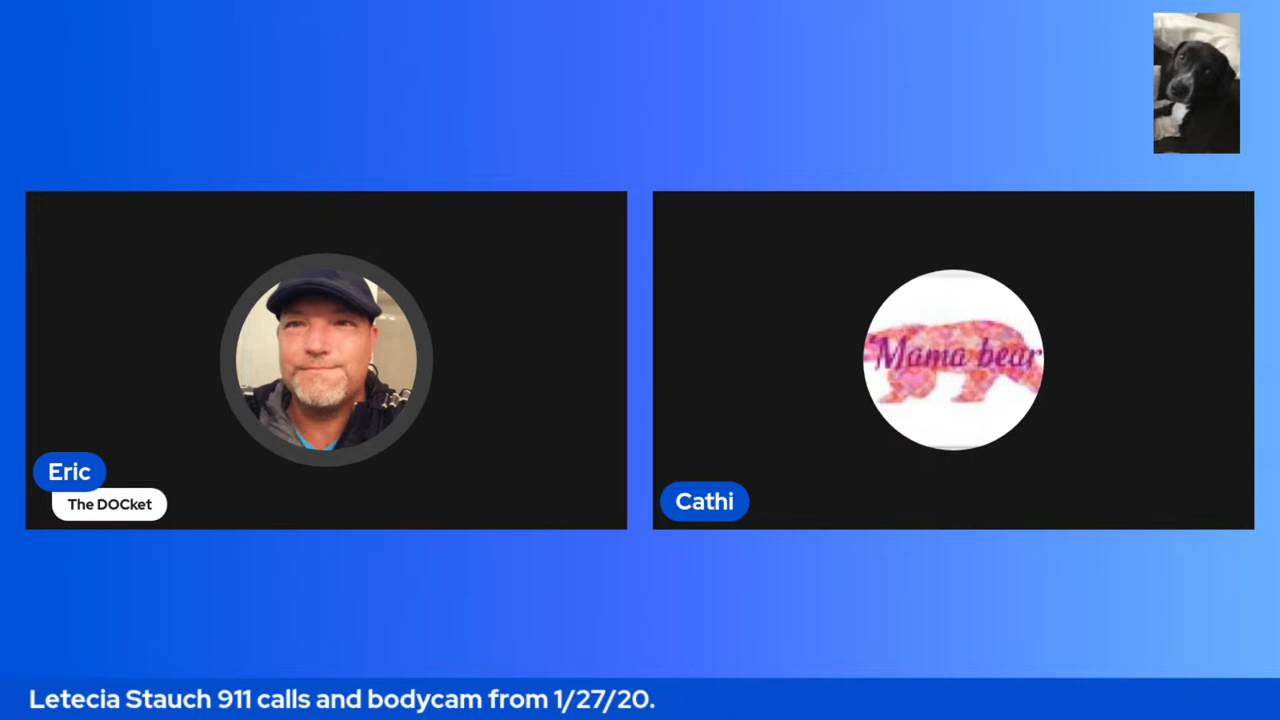 Mama bear
Eric
The DOCket
Cathi
Letecia Stauch 911 calls and bodycam from 1/27/20.